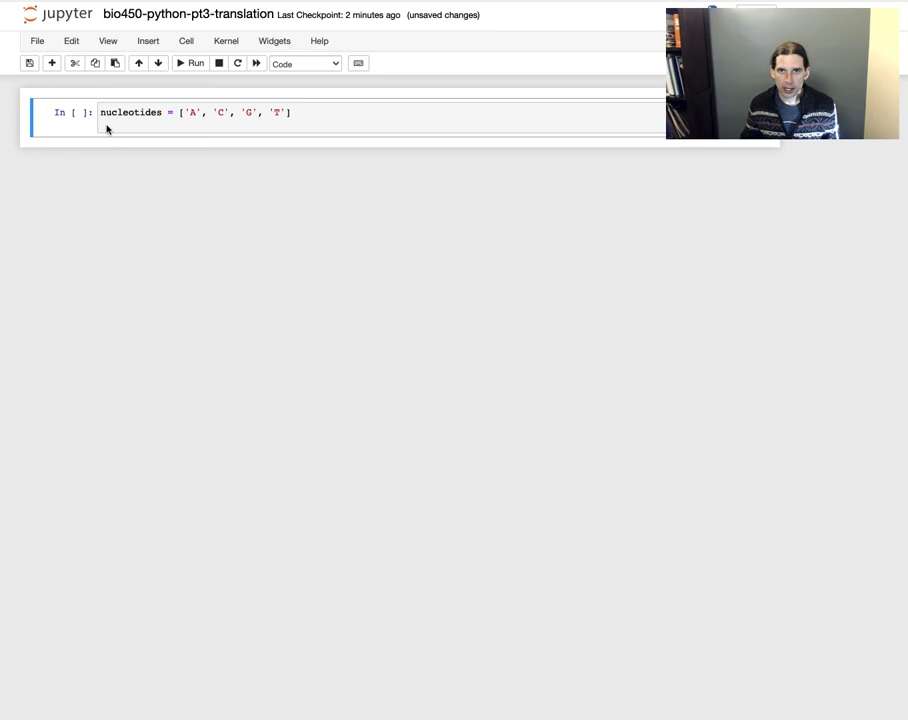 jupyter bio450-python-pt3-translation Last Checkpoint: 2 minutes ago (unsaved changes)
File Edit View Insert Cell Kernel Widgets Help
Run Code
In [ ]: nucleotides = ['A', 'C', 'G', 'T']